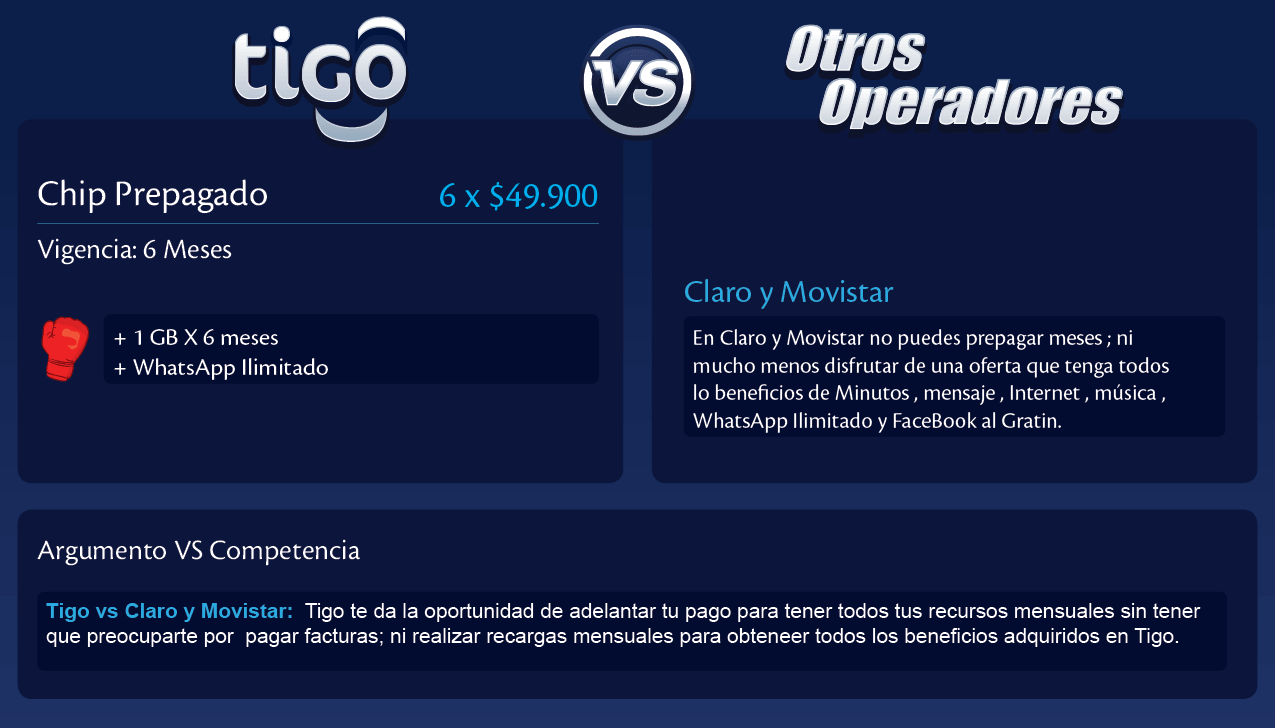 tigo
VS
Otros
Operadores
Chip Prepagado
6 x $49.900
Vigencia: 6 Meses
+ 1 GB X 6 meses
+ WhatsApp Ilimitado
Claro y Movistar
En Claro y Movistar no puedes prepagar meses ; ni
mucho menos disfrutar de una oferta que tenga todos
lo beneficios de Minutos , mensaje , Internet , música ,
WhatsApp Ilimitado y FaceBook al Gratin.
Argumento VS Competencia
Tigo vs Claro y Movistar: Tigo te da la oportunidad de adelantar tu pago para tener todos tus recursos mensuales sin tener
que preocuparte por pagar facturas; ni realizar recargas mensuales para obteneer todos los beneficios adquiridos en Tigo.